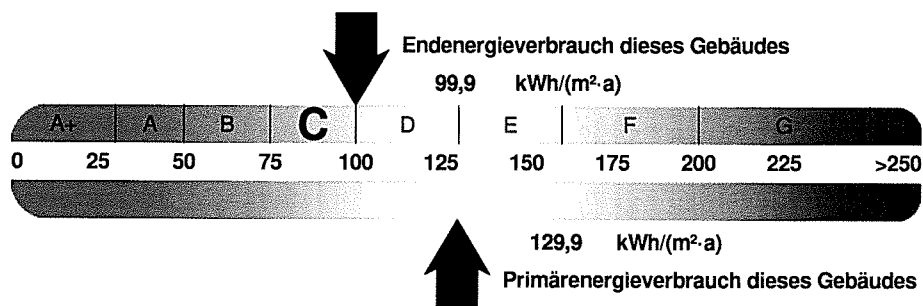 Endenergieverbrauch dieses Gebäudes
99,9 kWh/(m²·a)
A+ A B C D E F G
0 25 50 75 100 125 150 175 200 225 >250
129,9 kWh/(m²·a)
Primärenergieverbrauch dieses Gebäudes